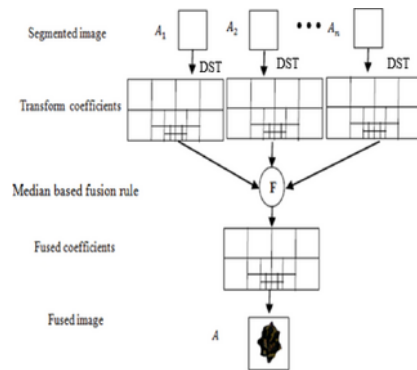 Segmented image A₁ A₂ ••• Aₙ
DST DST DST
Transform coefficients
Median based fusion rule F
Fused coefficients
Fused image A